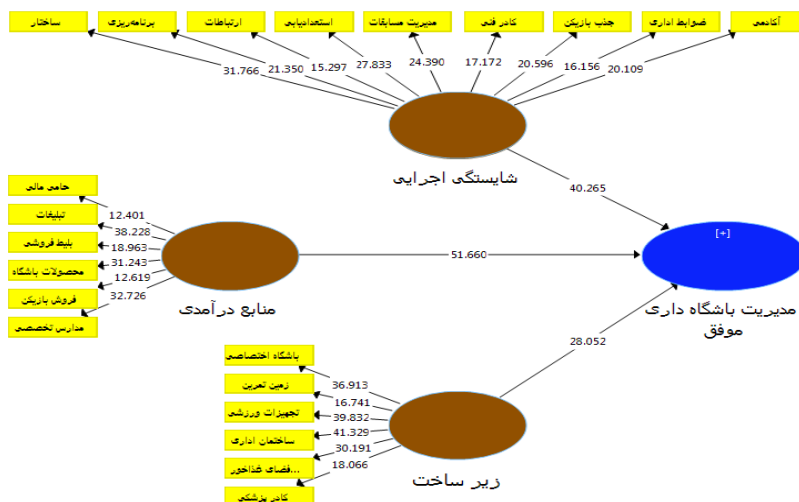 آکادمی
ضوابط اداری
جذب بازیکن
کادر فنی
مدیریت مسابقات
استعدادیابی
ارتباطات
برنامه‌ریزی
ساختار
31.766
21.350
15.297
27.833
24.390
17.172
20.596
16.156
20.109
شایستگی اجرایی
40.265
حامی مالی
تبلیغات
بلیط فروشی
محصولات باشگاه
فروش بازیکن
مدارس تخصصی
12.401
38.228
18.963
31.243
12.619
32.726
منابع درآمدی
51.660
[+]
مدیریت باشگاه داری
موفق
28.052
باشگاه اختصاصی
زمین تمرین
تجهیزات ورزشی
ساختمان اداری
فضای غذاخور...
کادر پزشکی
36.913
16.741
39.832
41.329
30.191
18.066
زیر ساخت